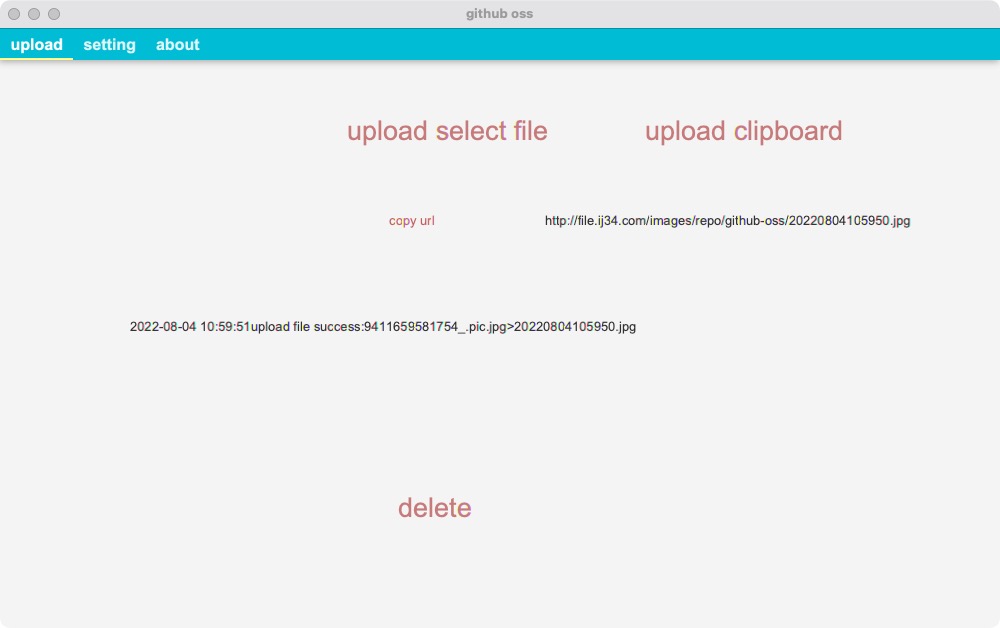 github oss
upload setting about
upload select file upload clipboard
copy url http://file.ij34.com/images/repo/github-oss/20220804105950.jpg
2022-08-04 10:59:51upload file success:9411659581754_.pic.jpg>20220804105950.jpg
delete